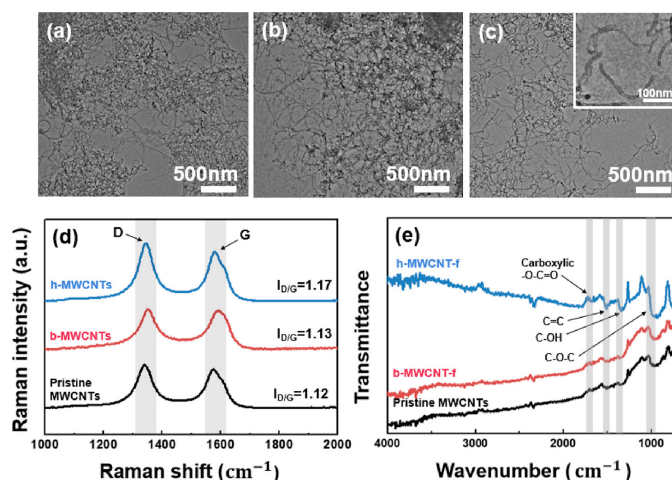 (a)
500nm
(b)
500nm
(c)
100nm
500nm
(d)
D
G
h-MWCNTs
I_D/G=1.17
b-MWCNTs
I_D/G=1.13
Pristine
MWCNTs
I_D/G=1.12
Raman intensity (a.u.)
1000 1200 1400 1600 1800 2000
Raman shift (cm⁻¹)
(e)
h-MWCNT-f
Carboxylic
-O-C=O
C=C
C-OH
C-O-C
b-MWCNT-f
Pristine MWCNTs
Transmittance
4000 3000 2000 1000
Wavenumber (cm⁻¹)